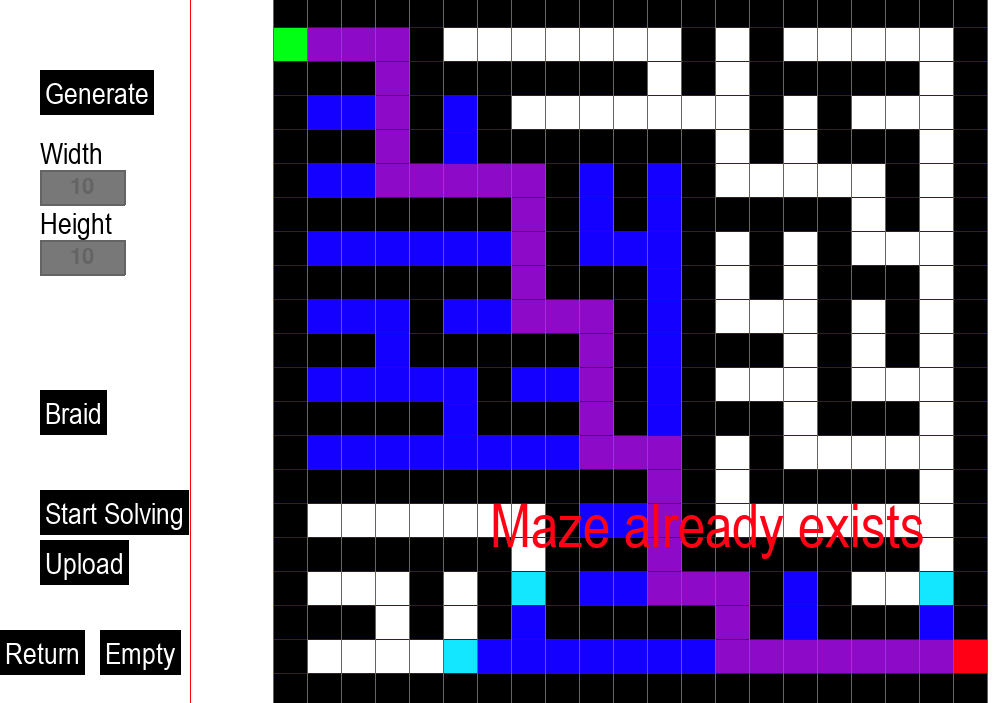 Generate
Width
10
Height
10
Braid
Start Solving
Maze already exists
Upload
Return
Empty